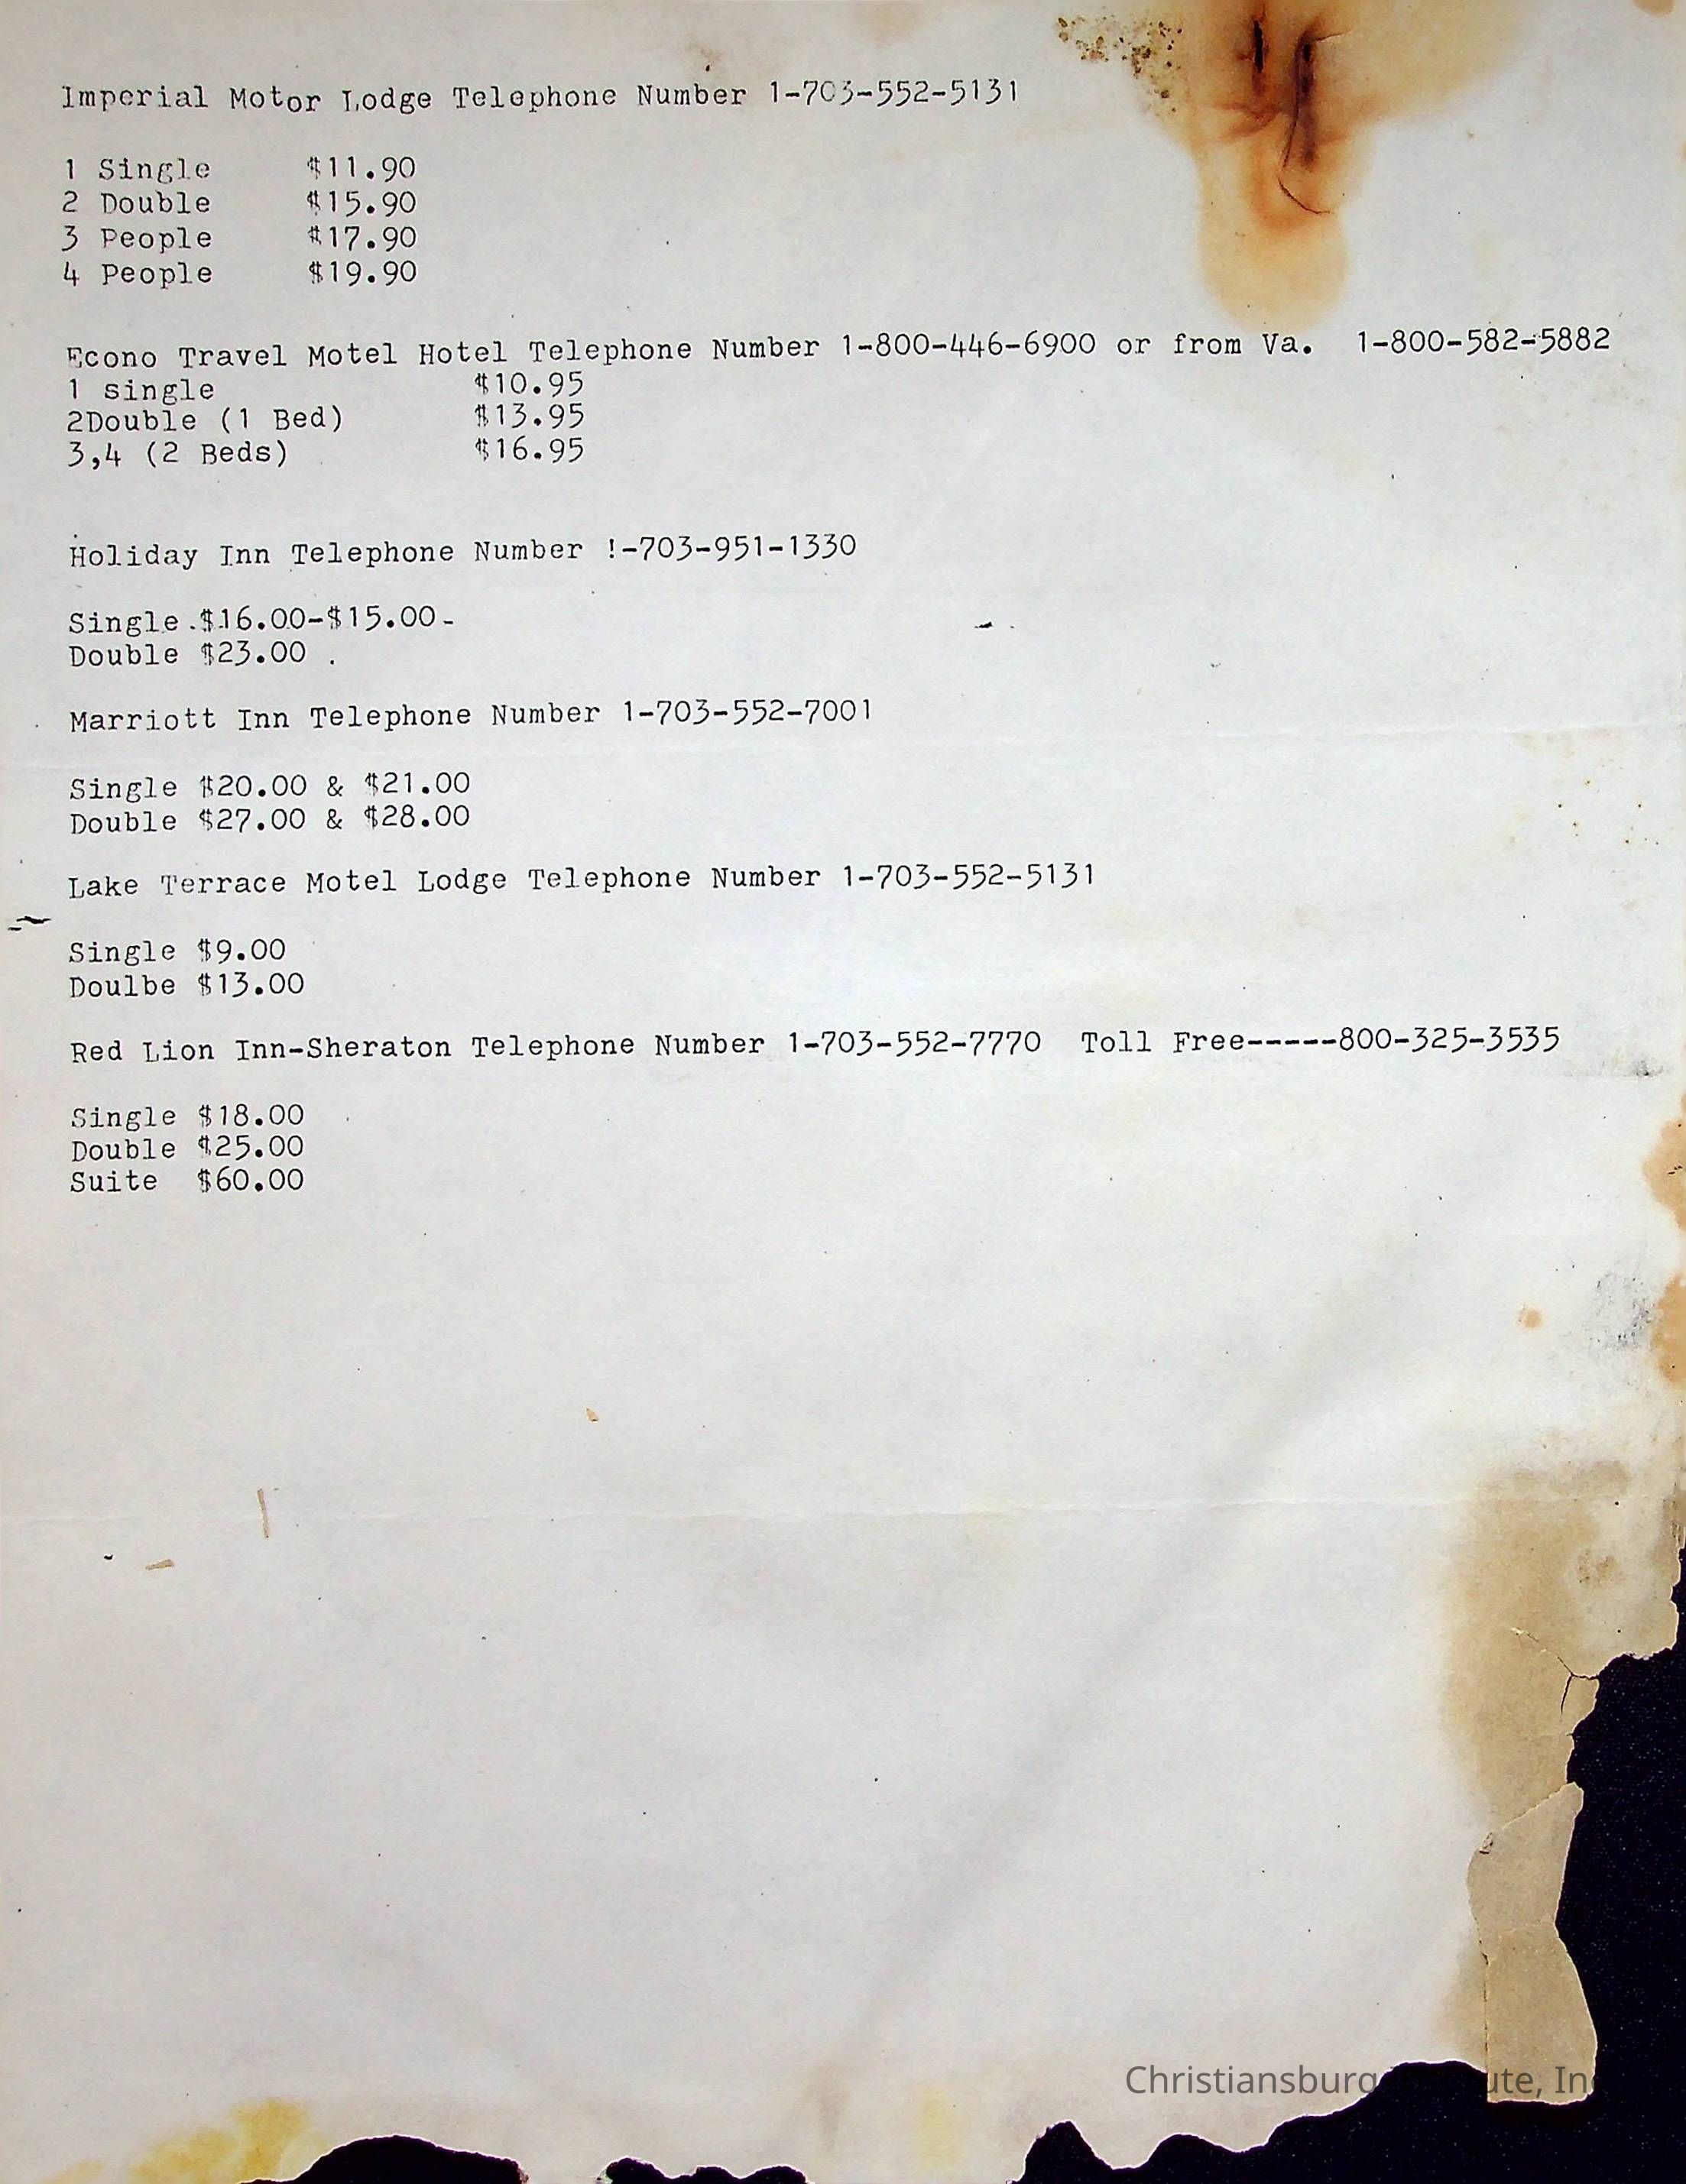 Imperial Motor Lodge Telephone Number 1-703-552-5131
1 Single $11.90
2 Double $15.90
3 People $17.90
4 People $19.90
Econo Travel Motel Hotel Telephone Number 1-800-446-6900 or from Va. 1-800-582-5882
1 single $10.95
2Double (1 Bed) $13.95
3,4 (2 Beds) $16.95
Holiday Inn Telephone Number !-703-951-1330
Single $16.00-$15.00-
Double $23.00
Marriott Inn Telephone Number 1-703-552-7001
Single $20.00 & $21.00
Double $27.00 & $28.00
Lake Terrace Motel Lodge Telephone Number 1-703-552-5131
Single $9.00
Doulbe $13.00
Red Lion Inn-Sheraton Telephone Number 1-703-552-7770 Toll Free-----800-325-3535
Single $18.00
Double $25.00
Suite $60.00
Christiansburg